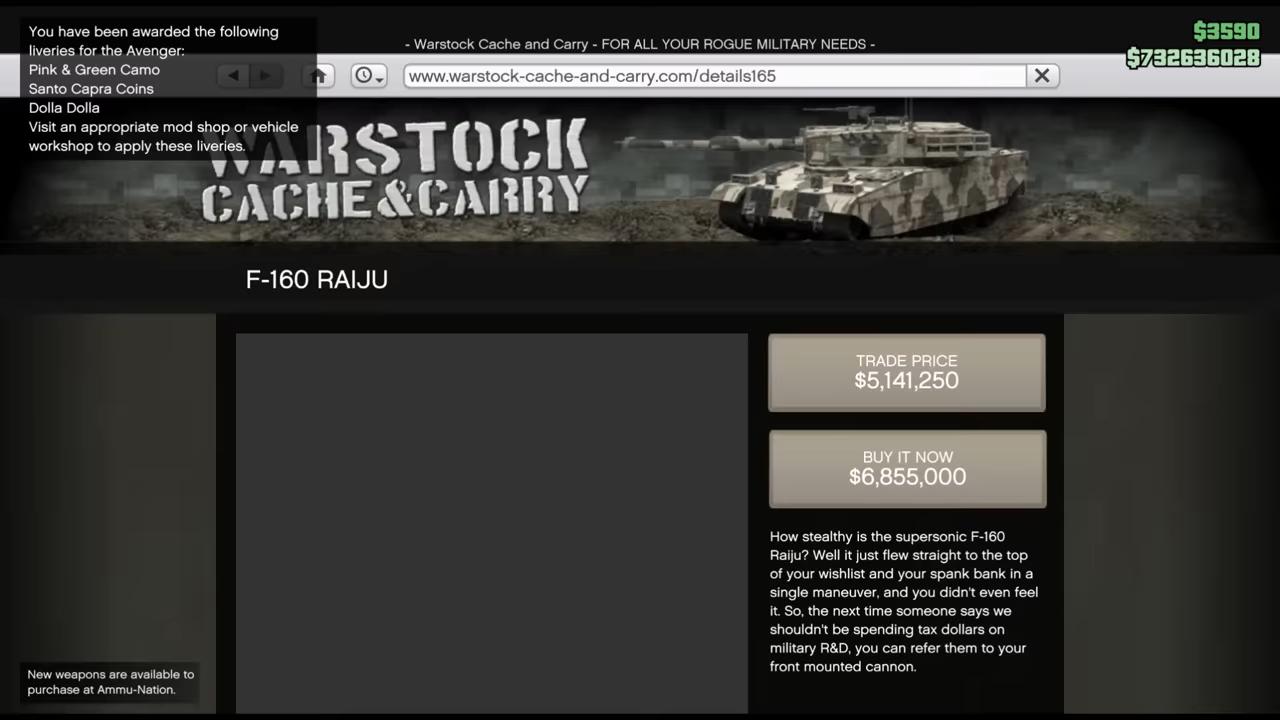 You have been awarded the following
liveries for the Avenger:
Pink & Green Camo
Santo Capra Coins
Dolla Dolla
Visit an appropriate mod shop or vehicle
workshop to apply these liveries.
- Warstock Cache and Carry - FOR ALL YOUR ROGUE MILITARY NEEDS -
$3590
$732636028
www.warstock-cache-and-carry.com/details165
WARSTOCK
CACHE&CARRY
F-160 RAIJU
TRADE PRICE
$5,141,250
BUY IT NOW
$6,855,000
How stealthy is the supersonic F-160
Raiju? Well it just flew straight to the top
of your wishlist and your spank bank in a
single maneuver, and you didn't even feel
it. So, the next time someone says we
shouldn't be spending tax dollars on
military R&D, you can refer them to your
front mounted cannon.
New weapons are available to
purchase at Ammu-Nation.